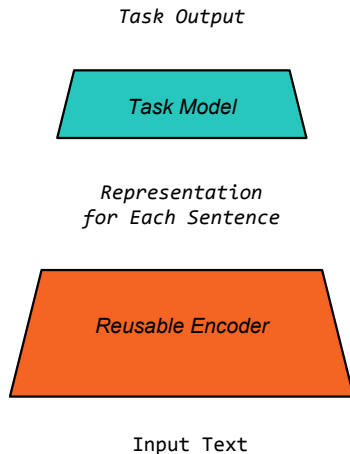 Task Output
Task Model
Representation
for Each Sentence
Reusable Encoder
Input Text